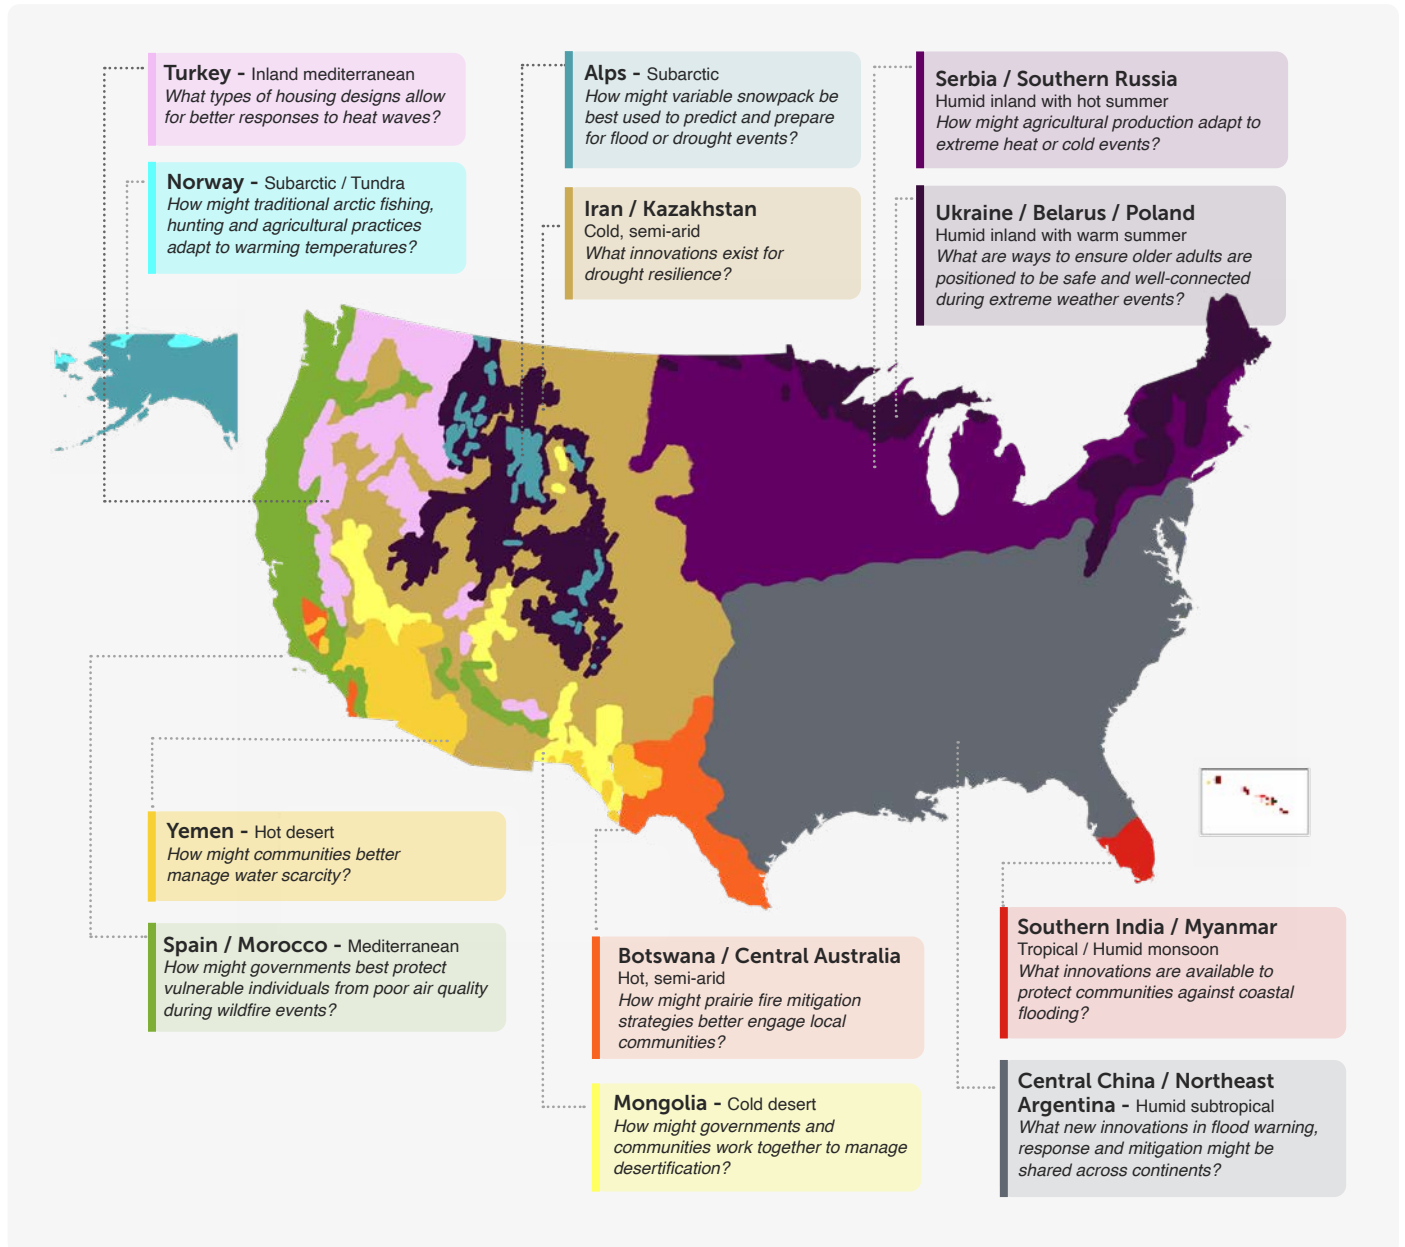 Turkey - Inland mediterranean
What types of housing designs allow
for better responses to heat waves?
Norway - Subarctic / Tundra
How might traditional arctic fishing,
hunting and agricultural practices
adapt to warming temperatures?
Alps - Subarctic
How might variable snowpack be
best used to predict and prepare
for flood or drought events?
Iran / Kazakhstan
Cold, semi-arid
What innovations exist for
drought resilience?
Serbia / Southern Russia
Humid inland with hot summer
How might agricultural production adapt to
extreme heat or cold events?
Ukraine / Belarus / Poland
Humid inland with warm summer
What are ways to ensure older adults are
positioned to be safe and well-connected
during extreme weather events?
Yemen - Hot desert
How might communities better
manage water scarcity?
Spain / Morocco - Mediterranean
How might governments best protect
vulnerable individuals from poor air quality
during wildfire events?
Botswana / Central Australia
Hot, semi-arid
How might prairie fire mitigation
strategies better engage local
communities?
Mongolia - Cold desert
How might governments and
communities work together to manage
desertification?
Southern India / Myanmar
Tropical / Humid monsoon
What innovations are available to
protect communities against coastal
flooding?
Central China / Northeast
Argentina - Humid subtropical
What new innovations in flood warning,
response and mitigation might be
shared across continents?